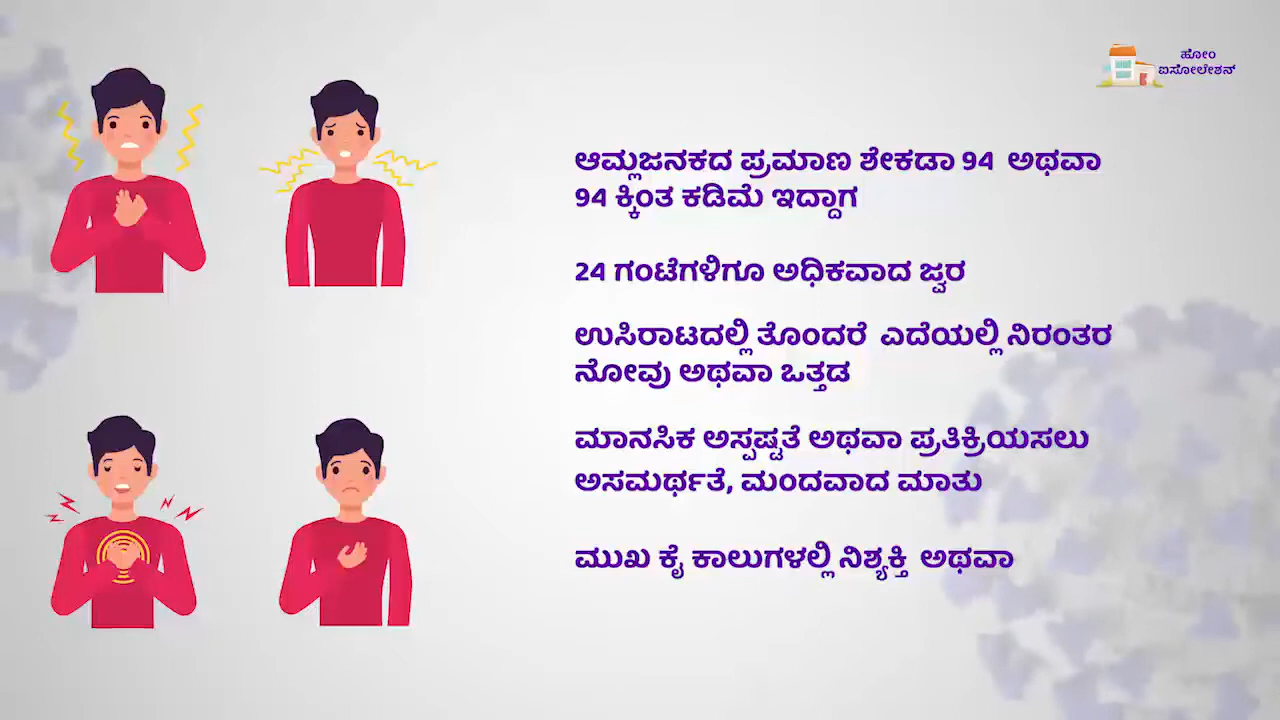 ಹೋಂ
ಐಸೋಲೇಶನ್
ಆಮ್ಲಜನಕದ ಪ್ರಮಾಣ ಶೇಕಡಾ 94 ಅಥವಾ
94 ಕ್ಕಿಂತ ಕಡಿಮೆ ಇದ್ದಾಗ
24 ಗಂಟೆಗಳಿಗೂ ಅಧಿಕವಾದ ಜ್ವರ
ಉಸಿರಾಟದಲ್ಲಿ ತೊಂದರೆ ಎದೆಯಲ್ಲಿ ನಿರಂತರ
ನೋವು ಅಥವಾ ಒತ್ತಡ
ಮಾನಸಿಕ ಅಸ್ಪಷ್ಟತೆ ಅಥವಾ ಪ್ರತಿಕ್ರಿಯಸಲು
ಅಸಮರ್ಥತೆ, ಮಂದವಾದ ಮಾತು
ಮುಖ ಕೈ ಕಾಲುಗಳಲ್ಲಿ ನಿಶ್ಯಕ್ತಿ ಅಥವಾ